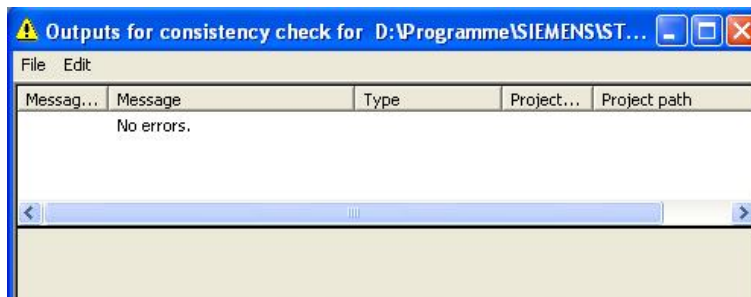 Outputs for consistency check for D:\Programme\SIEMENS\ST...
File Edit
Messag... Message Type Project... Project path
No errors.